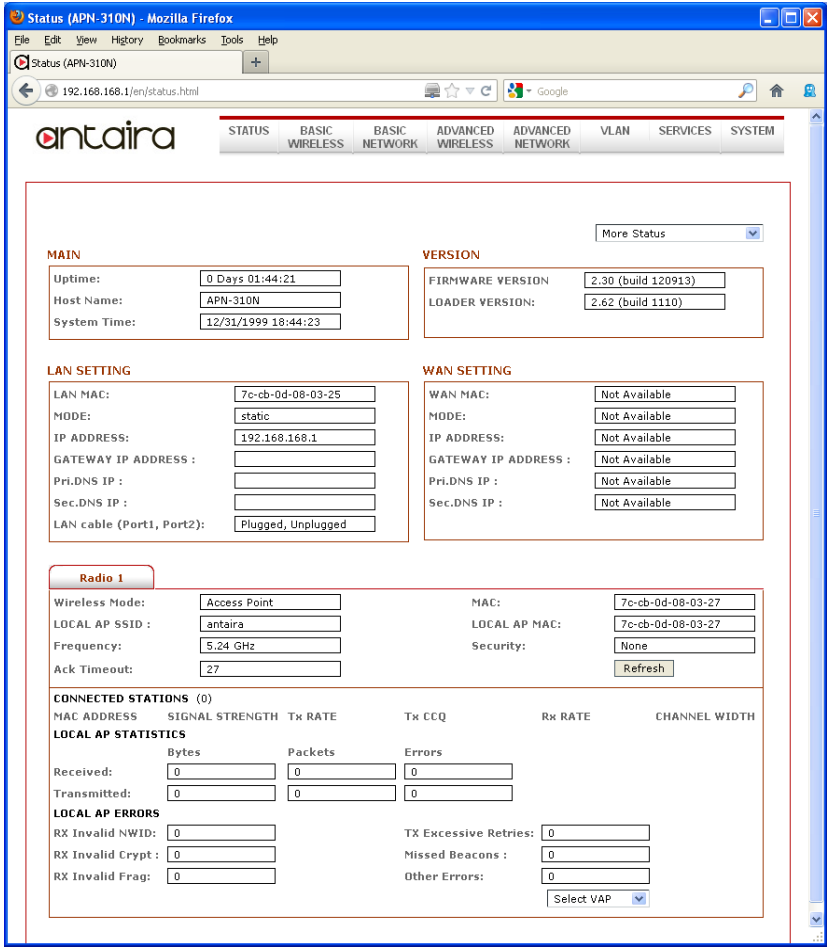 Status (APN-310N) - Mozilla Firefox
File Edit View History Bookmarks Tools Help
Status (APN-310N)
192.168.168.1/en/status.html
Google
antaira
STATUS BASIC WIRELESS BASIC NETWORK ADVANCED WIRELESS ADVANCED NETWORK VLAN SERVICES SYSTEM
More Status
MAIN
Uptime: 0 Days 01:44:21
Host Name: APN-310N
System Time: 12/31/1999 18:44:23
VERSION
FIRMWARE VERSION 2.30 (build 120913)
LOADER VERSION: 2.62 (build 1110)
LAN SETTING
LAN MAC: 7c-cb-0d-08-03-25
MODE: static
IP ADDRESS: 192.168.168.1
GATEWAY IP ADDRESS :
Pri.DNS IP :
Sec.DNS IP :
LAN cable (Port1, Port2): Plugged, Unplugged
WAN SETTING
WAN MAC: Not Available
MODE: Not Available
IP ADDRESS: Not Available
GATEWAY IP ADDRESS : Not Available
Pri.DNS IP : Not Available
Sec.DNS IP : Not Available
Radio 1
Wireless Mode: Access Point MAC: 7c-cb-0d-08-03-27
LOCAL AP SSID : antaira LOCAL AP MAC: 7c-cb-0d-08-03-27
Frequency: 5.24 GHz Security: None
Ack Timeout: 27 Refresh
CONNECTED STATIONS (0)
MAC ADDRESS SIGNAL STRENGTH Tx RATE Tx CCQ Rx RATE CHANNEL WIDTH
LOCAL AP STATISTICS
Bytes Packets Errors
Received: 0 0 0
Transmitted: 0 0 0
LOCAL AP ERRORS
RX Invalid NWID: 0 TX Excessive Retries: 0
RX Invalid Crypt : 0 Missed Beacons : 0
RX Invalid Frag: 0 Other Errors: 0
Select VAP